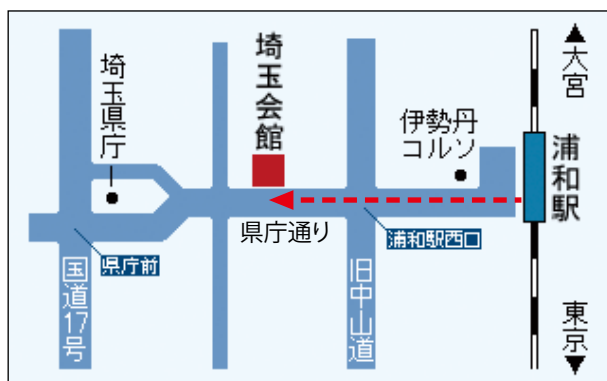 ▲大宮
埼玉会館
埼玉県庁
伊勢丹
コルソ
浦和駅
県庁通り
浦和駅西口
県庁前
国道17号
旧中山道
東京▼